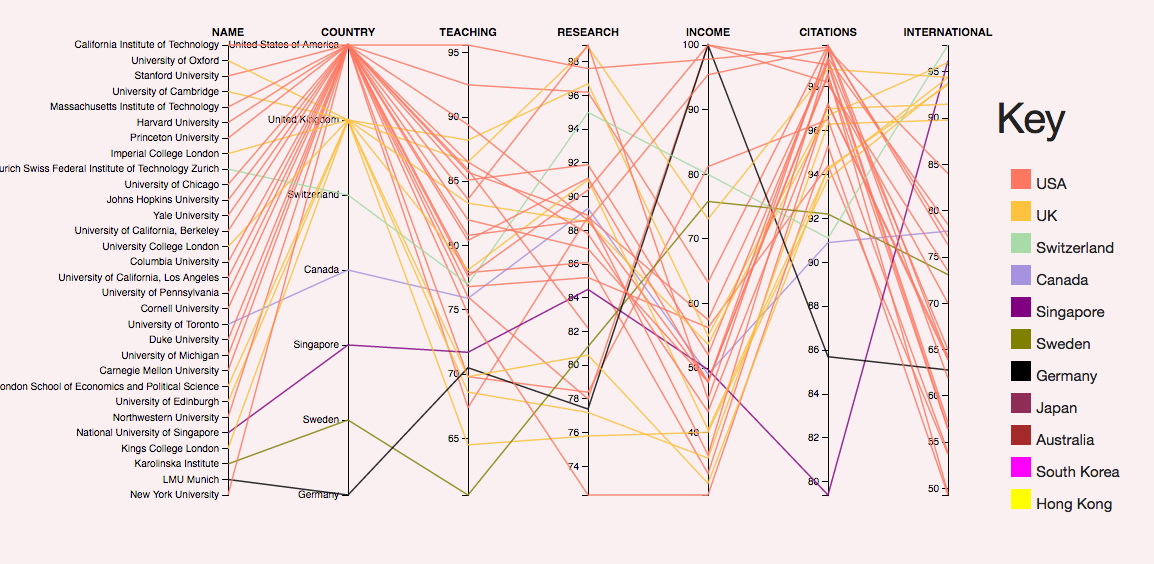 NAME
COUNTRY
TEACHING
RESEARCH
INCOME
CITATIONS
INTERNATIONAL
California Institute of Technology
University of Oxford
Stanford University
University of Cambridge
Massachusetts Institute of Technology
Harvard University
Princeton University
Imperial College London
urich Swiss Federal Institute of Technology Zurich
University of Chicago
Johns Hopkins University
Yale University
University of California, Berkeley
University College London
Columbia University
University of California, Los Angeles
University of Pennsylvania
Cornell University
University of Toronto
Duke University
University of Michigan
Carnegie Mellon University
ondon School of Economics and Political Science
University of Edinburgh
Northwestern University
National University of Singapore
Kings College London
Karolinska Institute
LMU Munich
New York University
United States of America
United Kingdom
Switzerland
Canada
Singapore
Sweden
Germany
95
90
85
80
75
70
65
98
96
94
92
90
88
86
84
82
80
78
76
74
100
90
80
70
60
50
40
98
96
94
92
90
88
86
84
82
80
95
90
85
80
75
70
65
60
55
50
Key
USA
UK
Switzerland
Canada
Singapore
Sweden
Germany
Japan
Australia
South Korea
Hong Kong